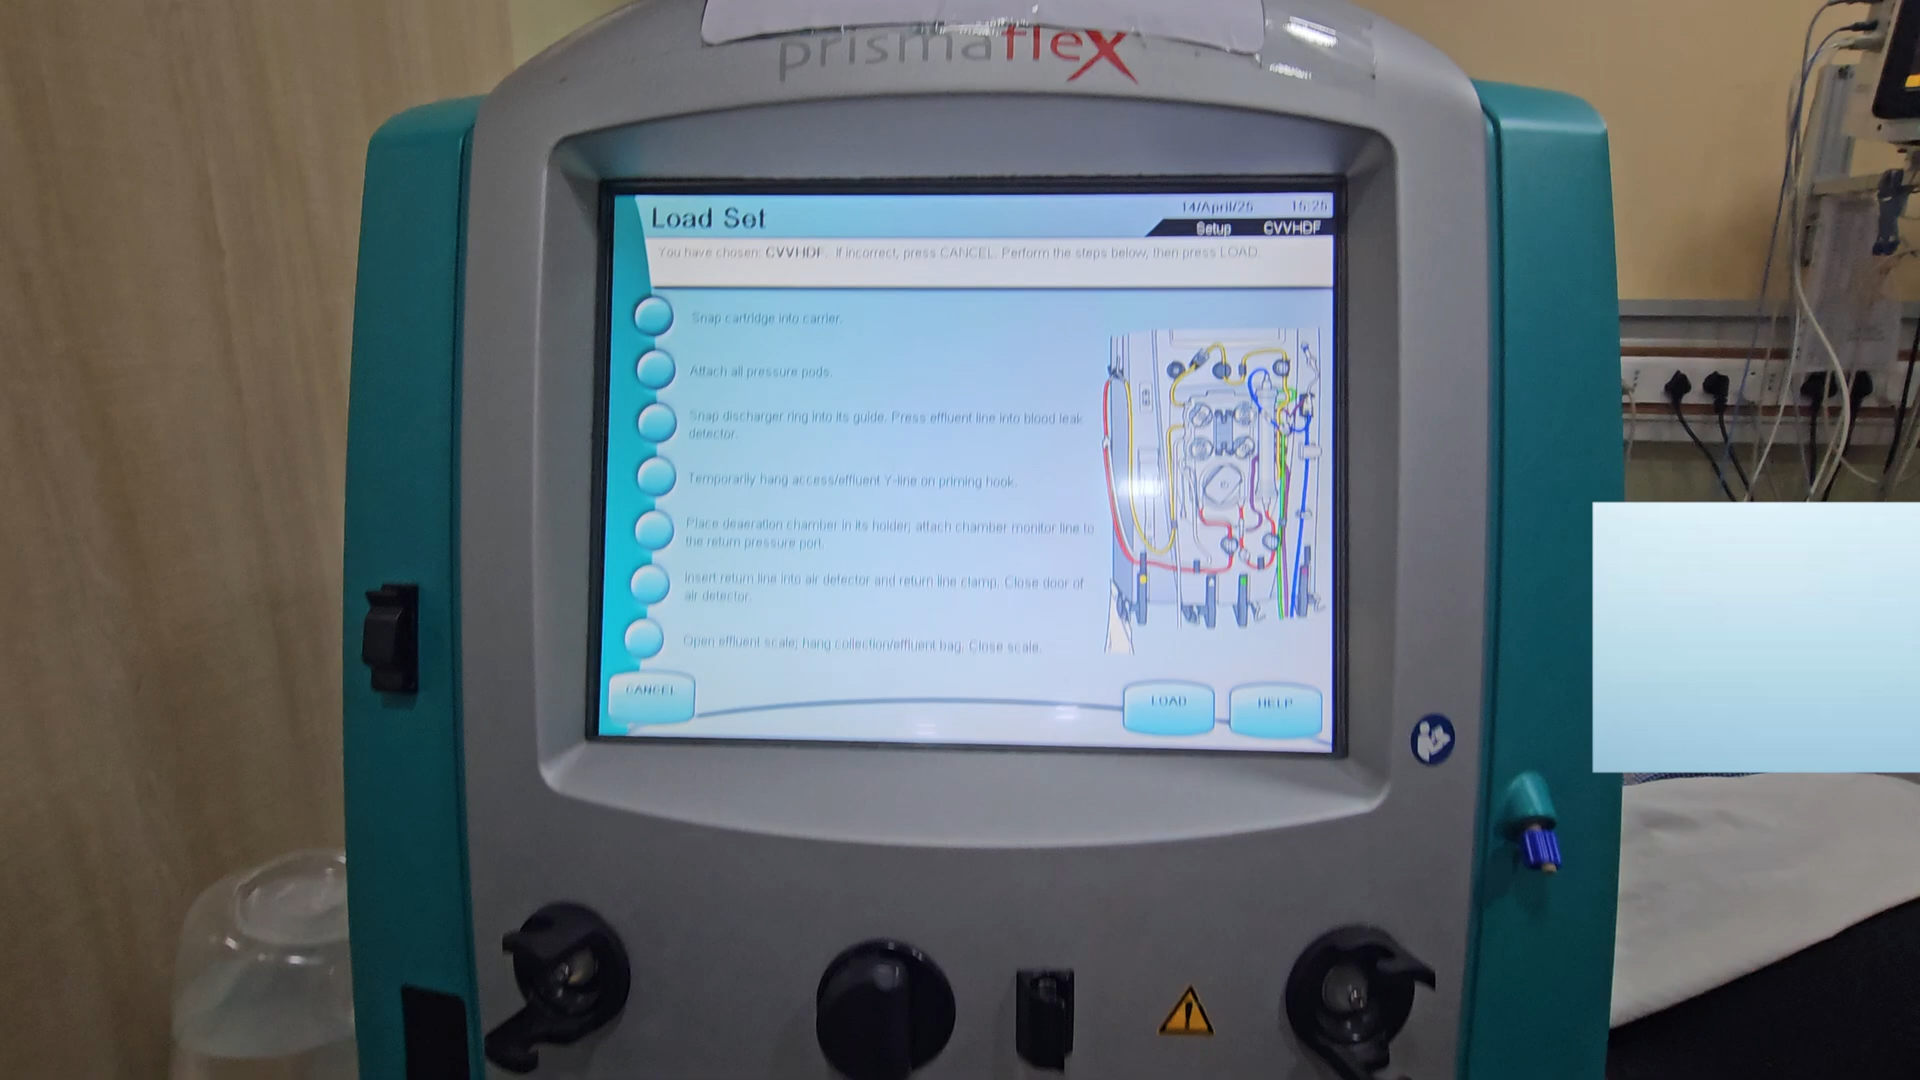 prismaflex
Load Set
14/April/25 15:25
Setup CVVHDF
You have chosen: CVVHDF. If incorrect, press CANCEL. Perform the steps below, then press LOAD.
Snap cartridge into carrier.
Attach all pressure pods.
Snap discharger ring into its guide. Press effluent line into blood leak
detector.
Temporarily hang access/effluent Y-line on priming hook.
Place deaeration chamber in its holder; attach chamber monitor line to
the return pressure port.
Insert return line into air detector and return line clamp. Close door of
air detector.
Open effluent scale; hang collection/effluent bag. Close scale.
CANCEL
LOAD
HELP